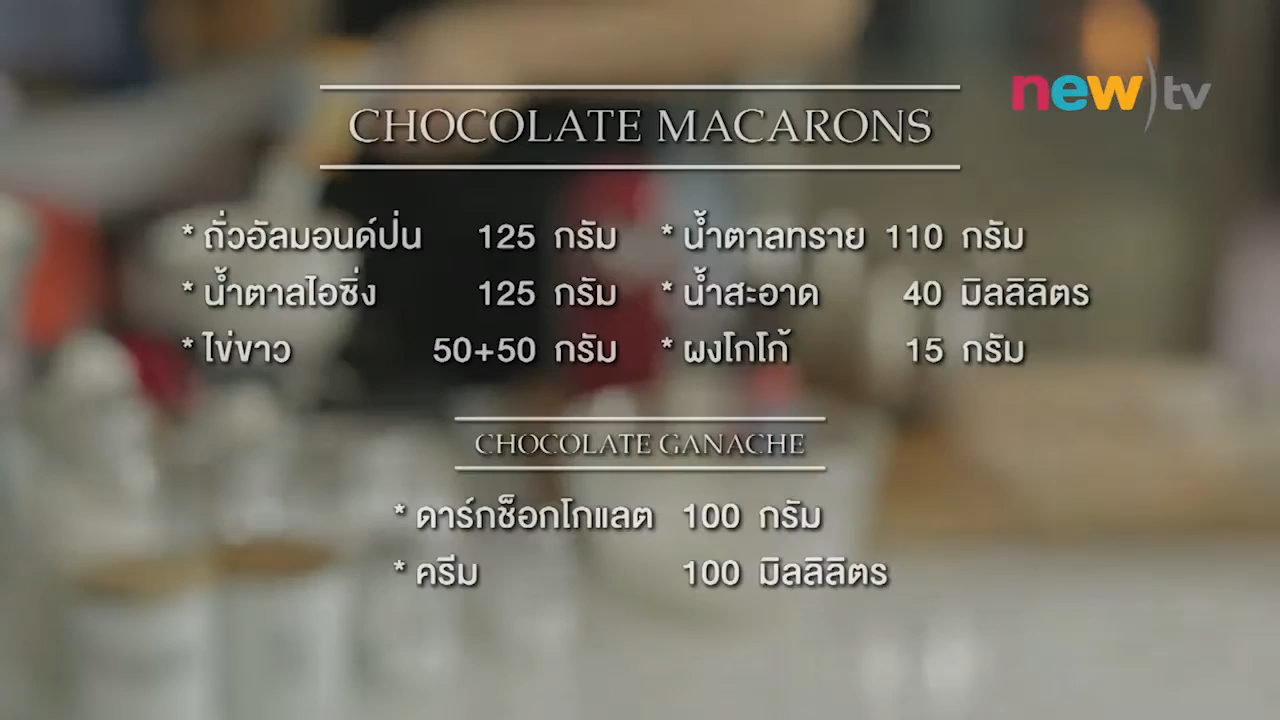 new)tv
CHOCOLATE MACARONS
* ถั่วอัลมอนด์ป่น 125 กรัม
* น้ำตาลไอซิ่ง 125 กรัม
* ไข่ขาว 50+50 กรัม
* น้ำตาลทราย 110 กรัม
* น้ำสะอาด 40 มิลลิลิตร
* ผงโกโก้ 15 กรัม
CHOCOLATE GANACHE
* ดาร์กช็อกโกแลต 100 กรัม
* ครีม 100 มิลลิลิตร